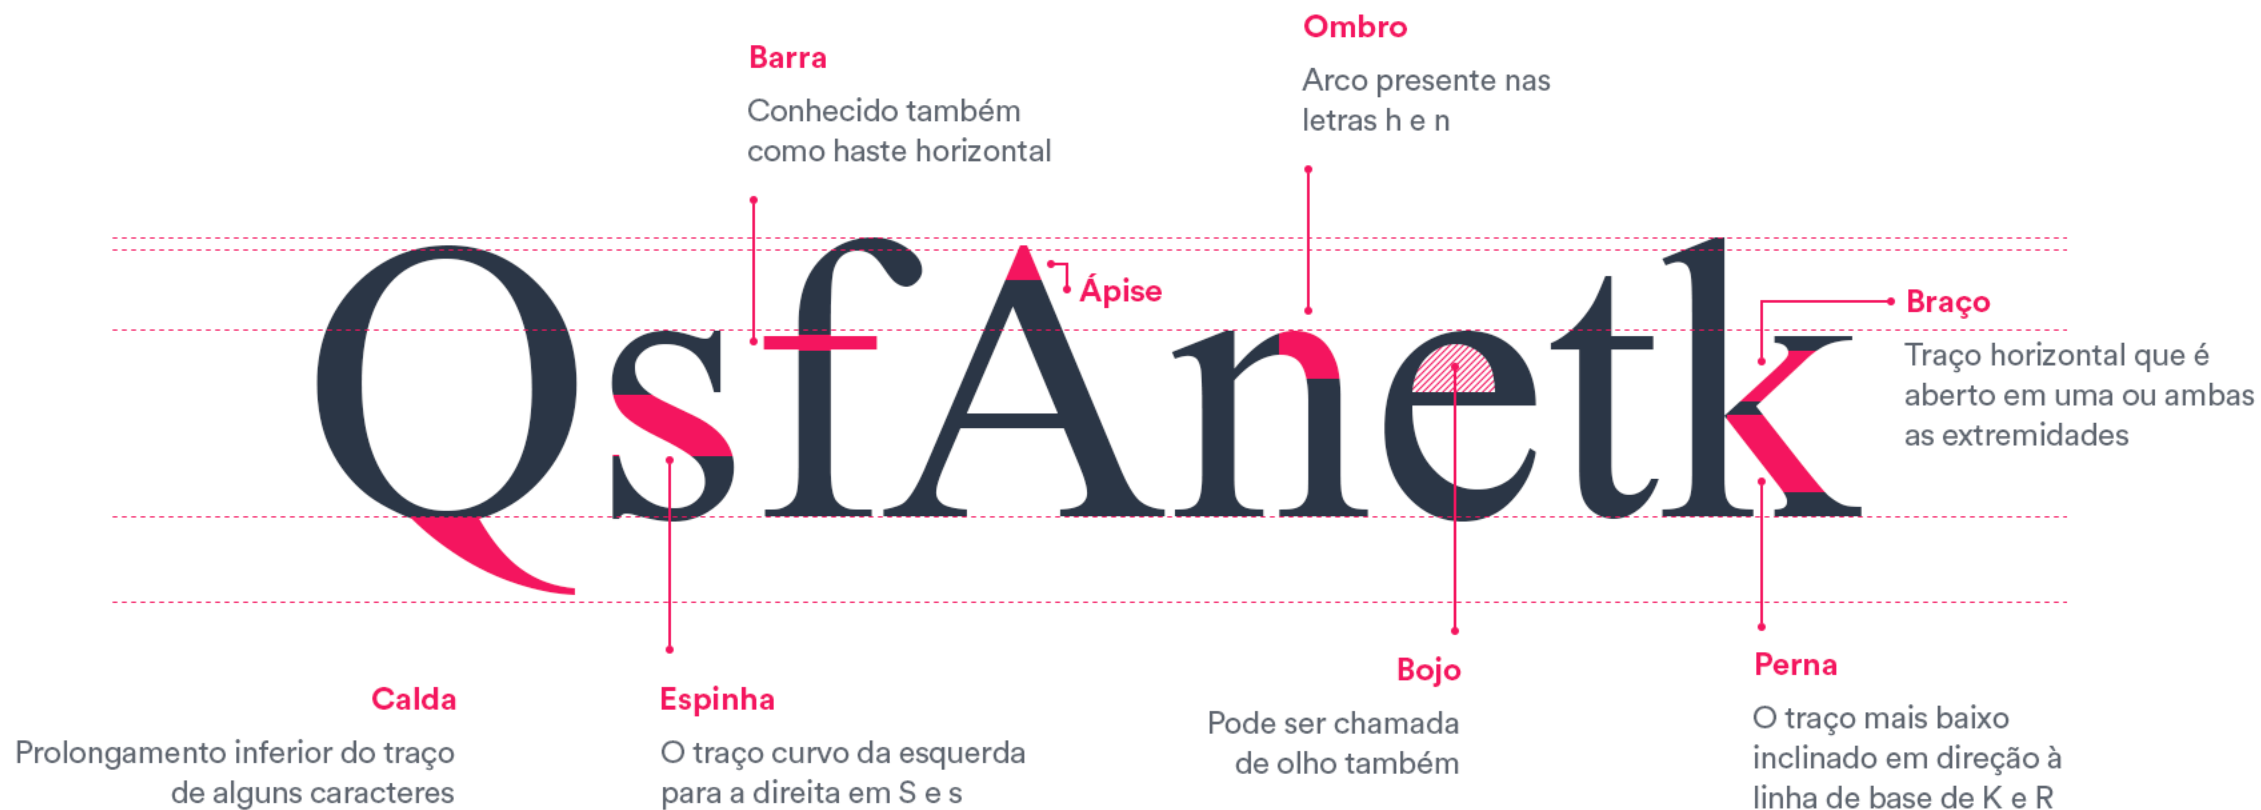 Ombro
Arco presente nas
letras h e n
Barra
Conhecido também
como haste horizontal
QsfAnetk
Ápise
Braço
Traço horizontal que é
aberto em uma ou ambas
as extremidades
Calda
Prolongamento inferior do traço
de alguns caracteres
Espinha
O traço curvo da esquerda
para a direita em S e s
Bojo
Pode ser chamada
de olho também
Perna
O traço mais baixo
inclinado em direção à
linha de base de K e R